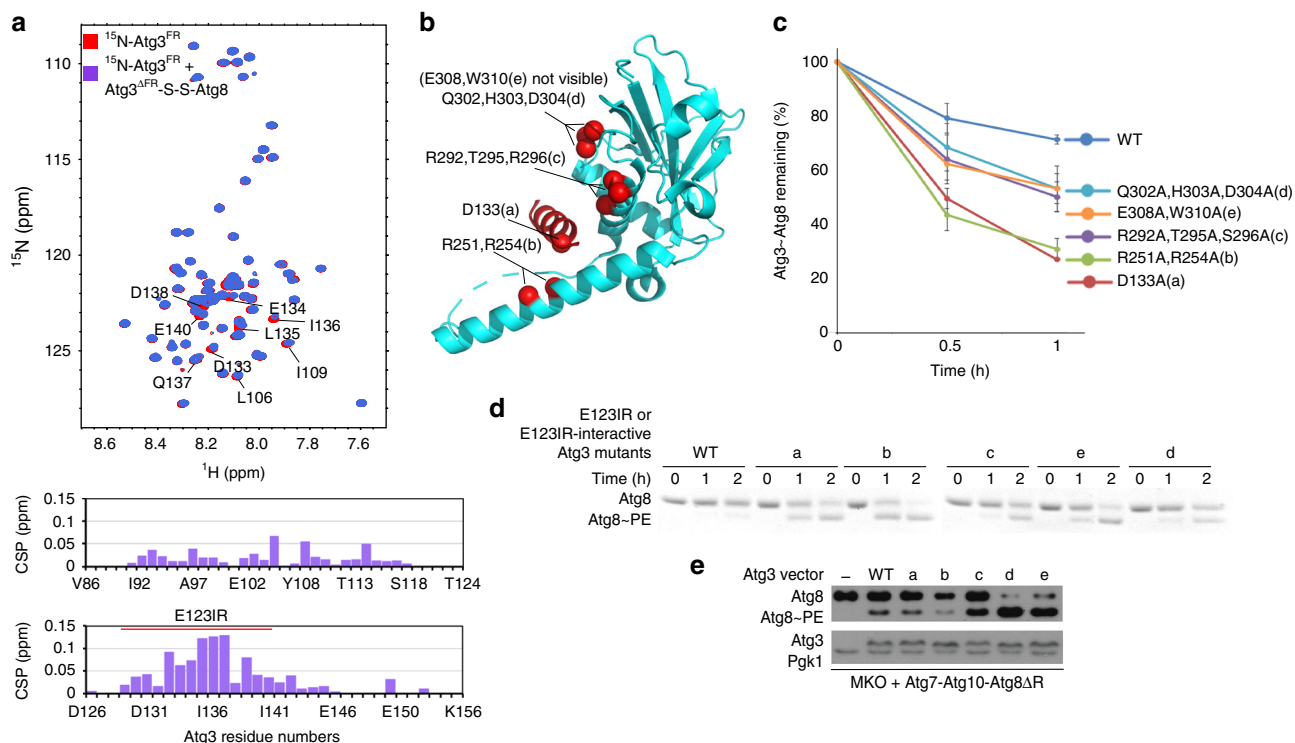 a
¹⁵N-Atg3ᶠᴿ
¹⁵N-Atg3ᶠᴿ +
Atg3ᐃᶠᴿ-S-S-Atg8
110
115
120
125
¹⁵N (ppm)
D138
E134
E140
I136
L135
D133
I109
Q137
L106
8.6 8.4 8.2 8.0 7.8 7.6
¹H (ppm)
CSP (ppm)
0.15
0.1
0.05
0
V86 I92 A97 E102 Y108 T113 S118 T124
E123IR
CSP (ppm)
0.15
0.1
0.05
0
D126 D131 I136 I141 E146 E150 K156
Atg3 residue numbers
b
(E308,W310(e) not visible)
Q302,H303,D304(d)
R292,T295,R296(c)
D133(a)
R251,R254(b)
c
Atg3~Atg8 remaining (%)
100
80
60
40
20
0
0 0.5 1
Time (h)
WT
Q302A,H303A,D304A(d)
E308A,W310A(e)
R292A,T295A,S296A(c)
R251A,R254A(b)
D133A(a)
d
E123IR or
E123IR-interactive
Atg3 mutants WT a b c e d
Time (h) 0 1 2 0 1 2 0 1 2 0 1 2 0 1 2 0 1 2
Atg8
Atg8~PE
e
Atg3 vector – WT a b c d e
Atg8
Atg8~PE
Atg3
Pgk1
MKO + Atg7-Atg10-Atg8ΔR